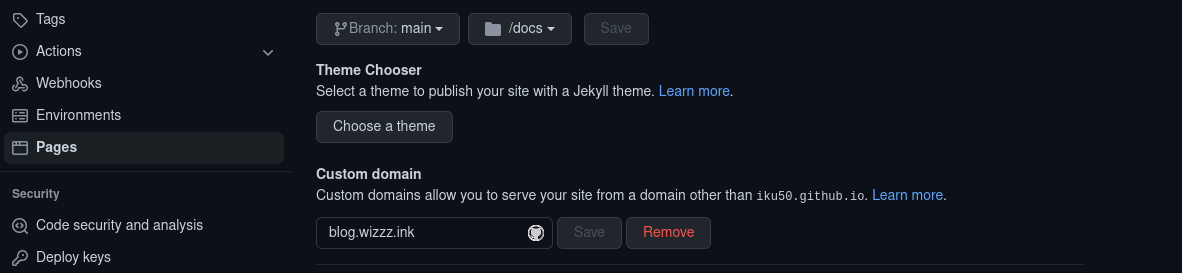 Tags
Actions
Webhooks
Environments
Pages
Security
Code security and analysis
Deploy keys
Branch: main /docs Save
Theme Chooser
Select a theme to publish your site with a Jekyll theme. Learn more.
Choose a theme
Custom domain
Custom domains allow you to serve your site from a domain other than iku50.github.io. Learn more.
blog.wizzz.ink Save Remove